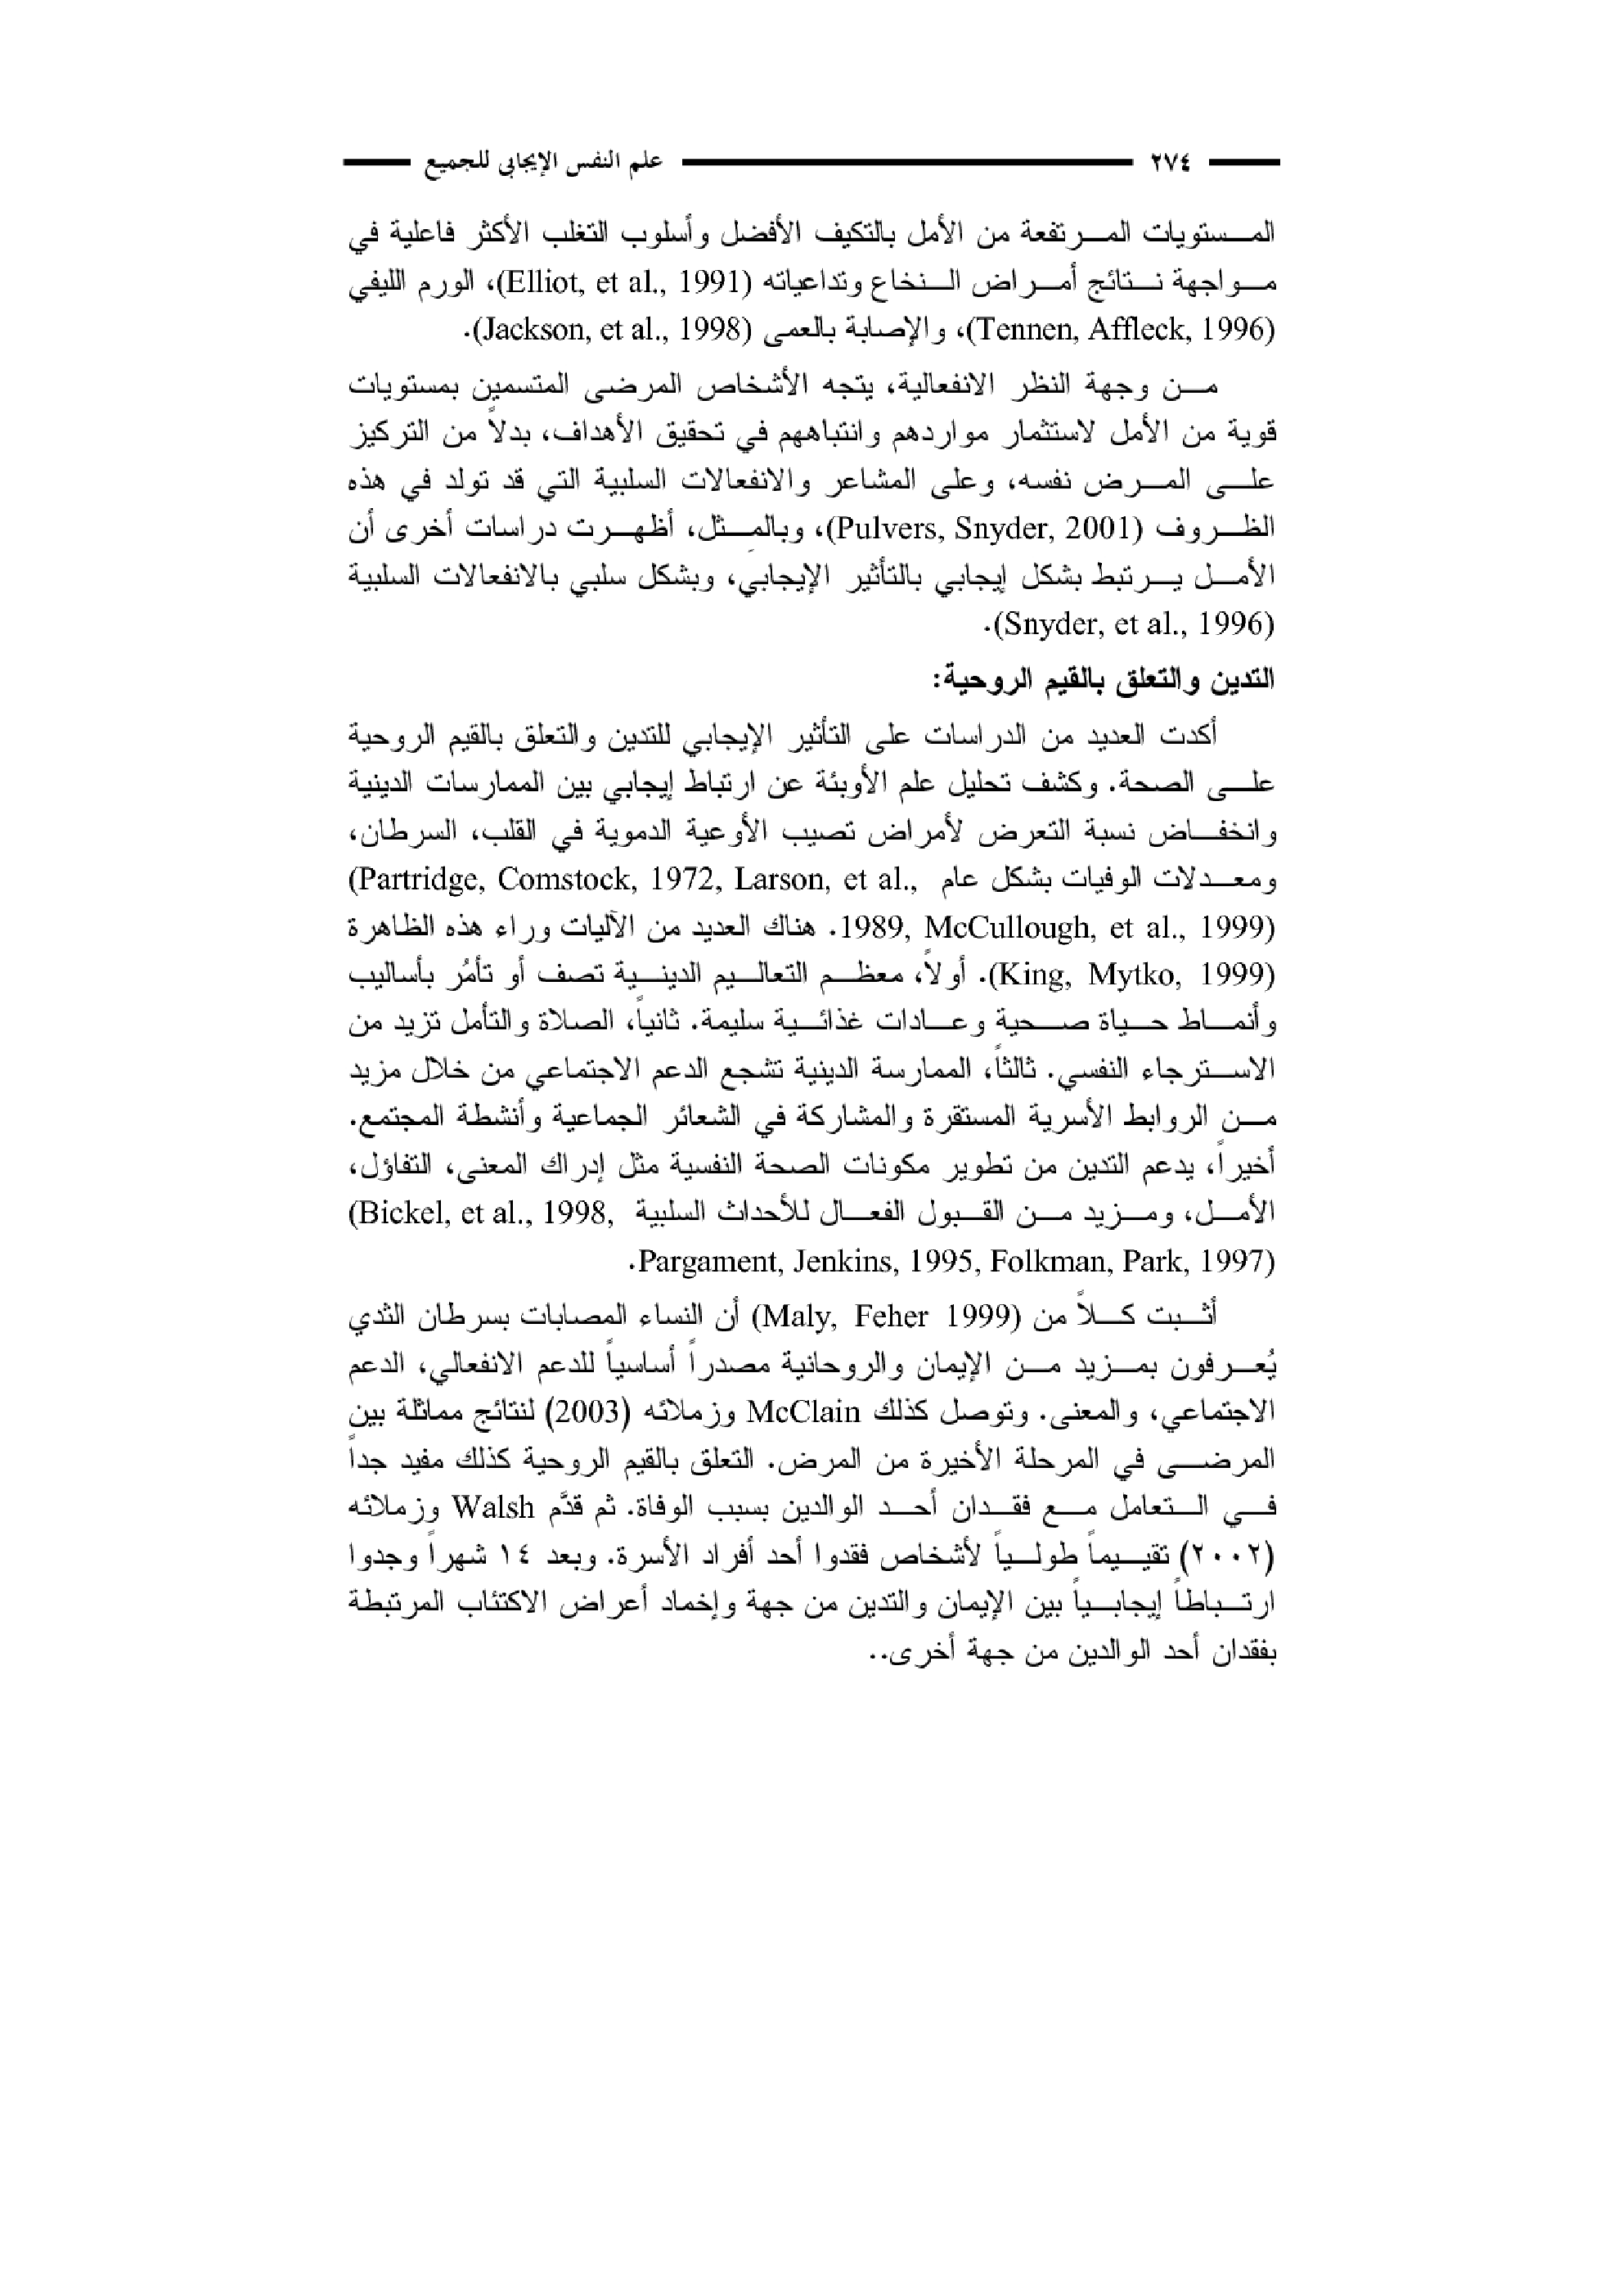 ٢٧٤ علم النفس الإيجابي للجميع
المستويات المرتفعة من الأمل بالتكيف الأفضل وأسلوب التغلب الأكثر فاعلية في
مواجهة نتائج أمراض النخاع وتداعياته (Elliot, et al., 1991)، الورم الليفي
(Tennen, Affleck, 1996)، والإصابة بالعمى (Jackson, et al., 1998).
من وجهة النظر الانفعالية، يتجه الأشخاص المرضى المتسمين بمستويات
قوية من الأمل لاستثمار مواردهم وانتباههم في تحقيق الأهداف، بدلاً من التركيز
على المرض نفسه، وعلى المشاعر والانفعالات السلبية التي قد تولد في هذه
الظروف (Pulvers, Snyder, 2001)، وبالمِثل، أظهرت دراسات أخرى أن
الأمل يرتبط بشكل إيجابي بالتأثير الإيجابي، وبشكل سلبي بالانفعالات السلبية
(Snyder, et al., 1996).
التدين والتعلق بالقيم الروحية:
أكدت العديد من الدراسات على التأثير الإيجابي للتدين والتعلق بالقيم الروحية
على الصحة. وكشف تحليل علم الأوبئة عن ارتباط إيجابي بين الممارسات الدينية
وانخفاض نسبة التعرض لأمراض تصيب الأوعية الدموية في القلب، السرطان،
ومعدلات الوفيات بشكل عام (Partridge, Comstock, 1972, Larson, et al.,
1989, McCullough, et al., 1999). هناك العديد من الآليات وراء هذه الظاهرة
(King, Mytko, 1999). أولاً، معظم التعاليم الدينية تصف أو تأمُر بأساليب
وأنماط حياة صحية وعادات غذائية سليمة. ثانياً، الصلاة والتأمل تزيد من
الاسترجاء النفسي. ثالثاً، الممارسة الدينية تشجع الدعم الاجتماعي من خلال مزيد
من الروابط الأسرية المستقرة والمشاركة في الشعائر الجماعية وأنشطة المجتمع.
أخيراً، يدعم التدين من تطوير مكونات الصحة النفسية مثل إدراك المعنى، التفاؤل،
الأمل، ومزيد من القبول الفعال للأحداث السلبية (Bickel, et al., 1998,
Pargament, Jenkins, 1995, Folkman, Park, 1997).
أثبت كلاً من (Maly, Feher 1999) أن النساء المصابات بسرطان الثدي
يُعرفون بمزيد من الإيمان والروحانية مصدراً أساسياً للدعم الانفعالي، الدعم
الاجتماعي، والمعنى. وتوصل كذلك McClain وزملائه (2003) لنتائج مماثلة بين
المرضى في المرحلة الأخيرة من المرض. التعلق بالقيم الروحية كذلك مفيد جداً
في التعامل مع فقدان أحد الوالدين بسبب الوفاة. ثم قدَّم Walsh وزملائه
(٢٠٠٢) تقييماً طولياً لأشخاص فقدوا أحد أفراد الأسرة. وبعد ١٤ شهراً وجدوا
ارتباطاً إيجابياً بين الإيمان والتدين من جهة وإخماد أعراض الاكتئاب المرتبطة
بفقدان أحد الوالدين من جهة أخرى..